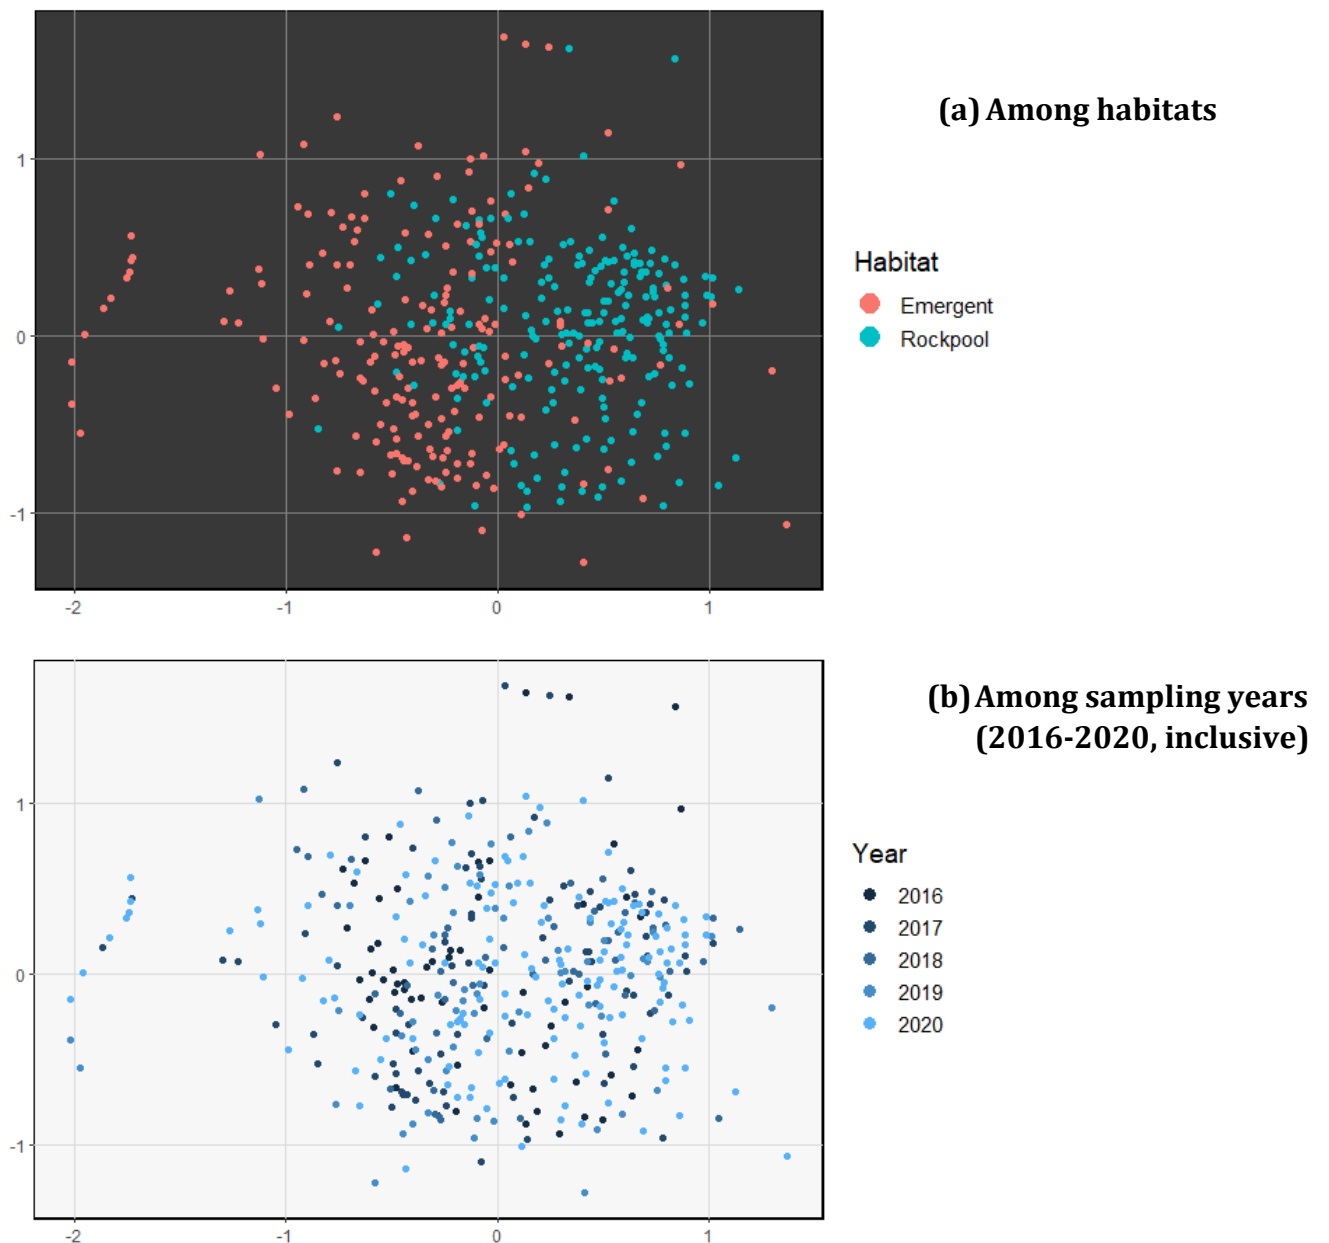 (a) Among habitats
1
0
-1
-2
-1
0
1
Habitat
Emergent
Rockpool
(b) Among sampling years
(2016-2020, inclusive)
1
0
-1
-2
-1
0
1
Year
2016
2017
2018
2019
2020